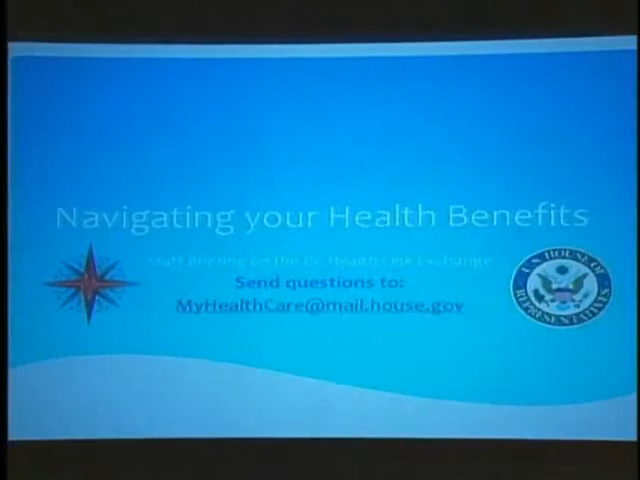 Navigating your Health Benefits
Staff Briefing on the DC Health Link Exchange
Send questions to:
MyHealthCare@mail.house.gov
U.S. HOUSE OF
REPRESENTATIVES